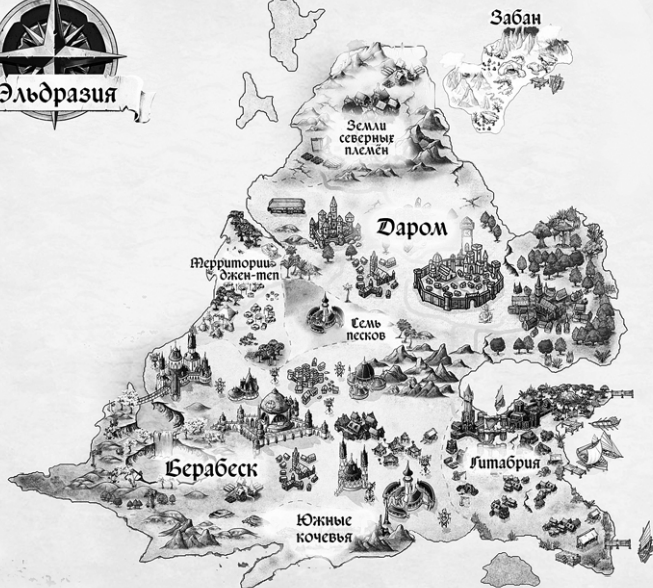 Забан
Эльдразия
Земли
северных
племён
Даром
Территории
джен-теп
Семь
песков
Берабеск
Гитабрия
Южные
кочевья